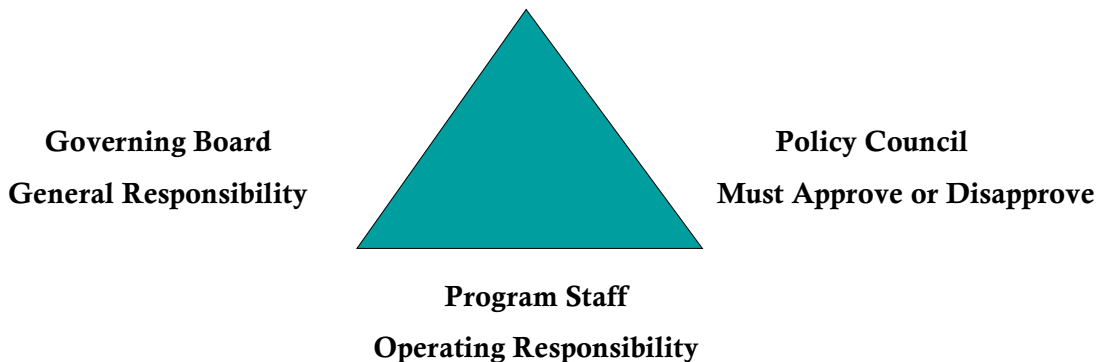 Governing Board
General Responsibility
Policy Council
Must Approve or Disapprove
Program Staff
Operating Responsibility